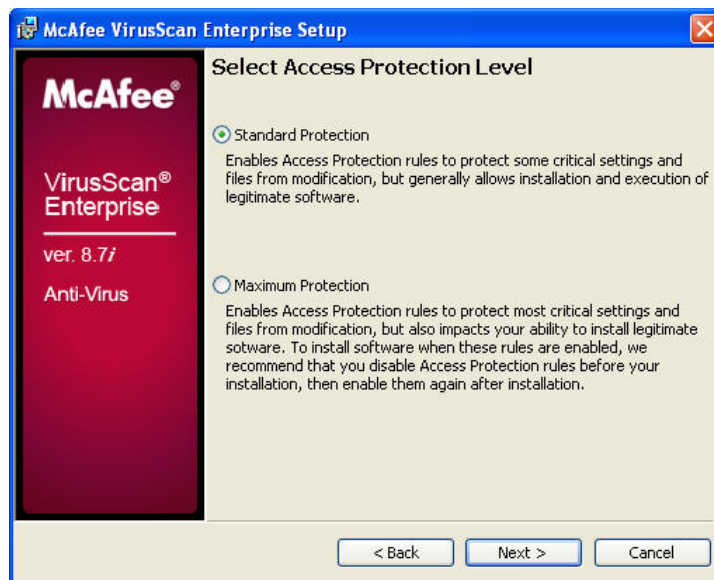 McAfee VirusScan Enterprise Setup
McAfee®
VirusScan®
Enterprise
ver. 8.7i
Anti-Virus
Select Access Protection Level
Standard Protection
Enables Access Protection rules to protect some critical settings and
files from modification, but generally allows installation and execution of
legitimate software.
Maximum Protection
Enables Access Protection rules to protect most critical settings and
files from modification, but also impacts your ability to install legitimate
sotware. To install software when these rules are enabled, we
recommend that you disable Access Protection rules before your
installation, then enable them again after installation.
< Back
Next >
Cancel